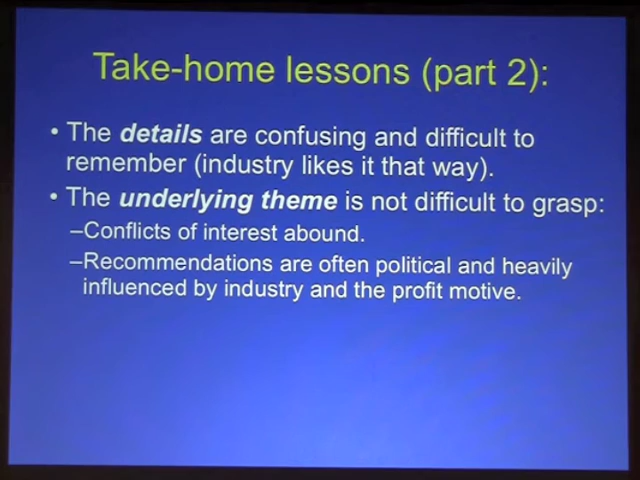 Take-home lessons (part 2):
• The details are confusing and difficult to
remember (industry likes it that way).
• The underlying theme is not difficult to grasp:
–Conflicts of interest abound.
–Recommendations are often political and heavily
influenced by industry and the profit motive.